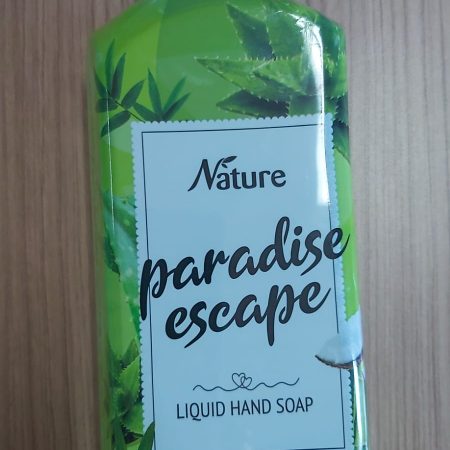 Nature
paradise
escape
LIQUID HAND SOAP